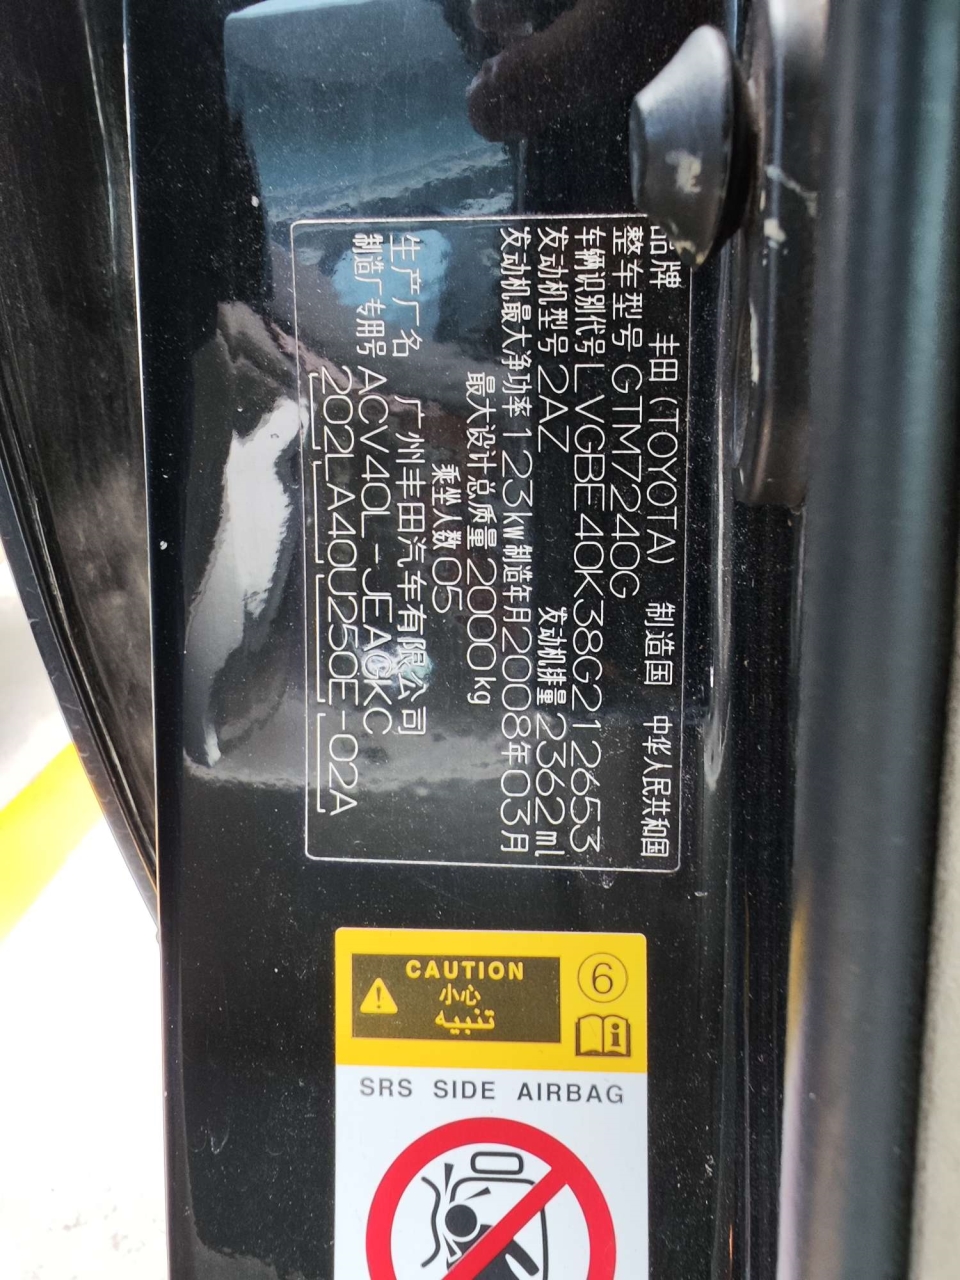 品牌 丰田 (TOYOTA) 制造国 中华人民共和国
整车型号 GTM7240G
车辆识别代号 LVGBE40K38G212653
发动机型号 2AZ 发动机排量 2362ml
发动机最大净功率 123kw 制造年月 2008年03月
最大设计总质量 2000kg
乘坐人数 05
生产厂名 广州丰田汽车有限公司
制造厂专用号 ACV40L-JEAGKC
202LA40U250E-02A
CAUTION
小心
تنبيه
6
SRS SIDE AIRBAG